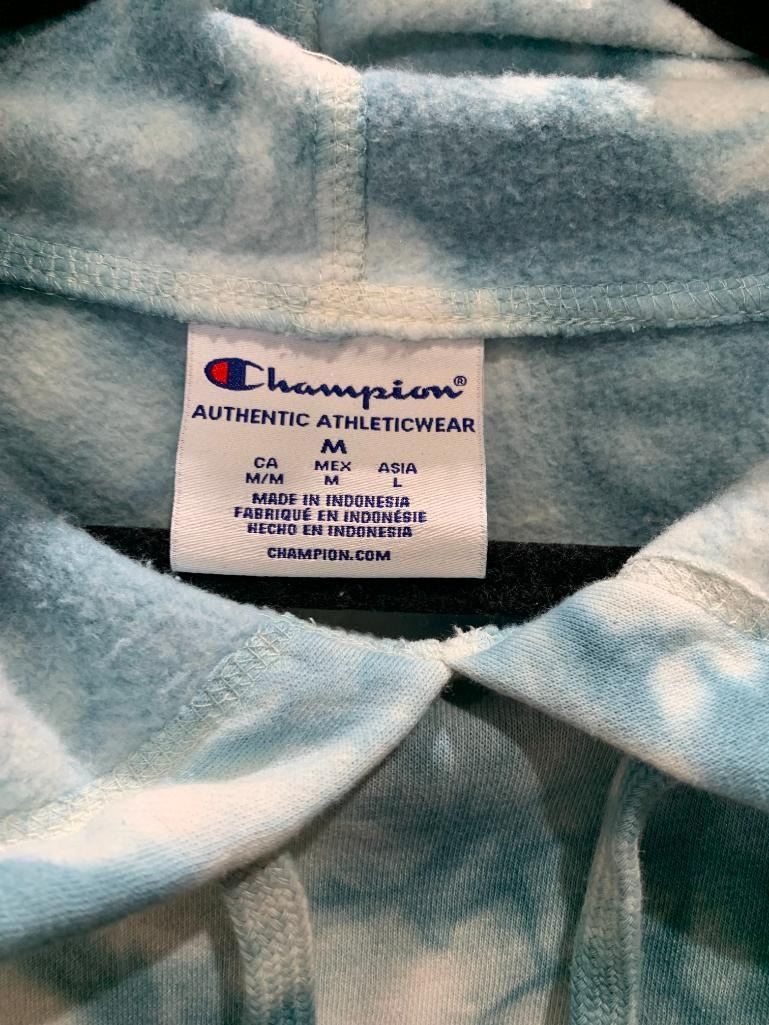 Champion®
AUTHENTIC ATHLETICWEAR
M
CA MEX ASIA
M/M M L
MADE IN INDONESIA
FABRIQUÉ EN INDONÉSIE
HECHO EN INDONESIA
CHAMPION.COM